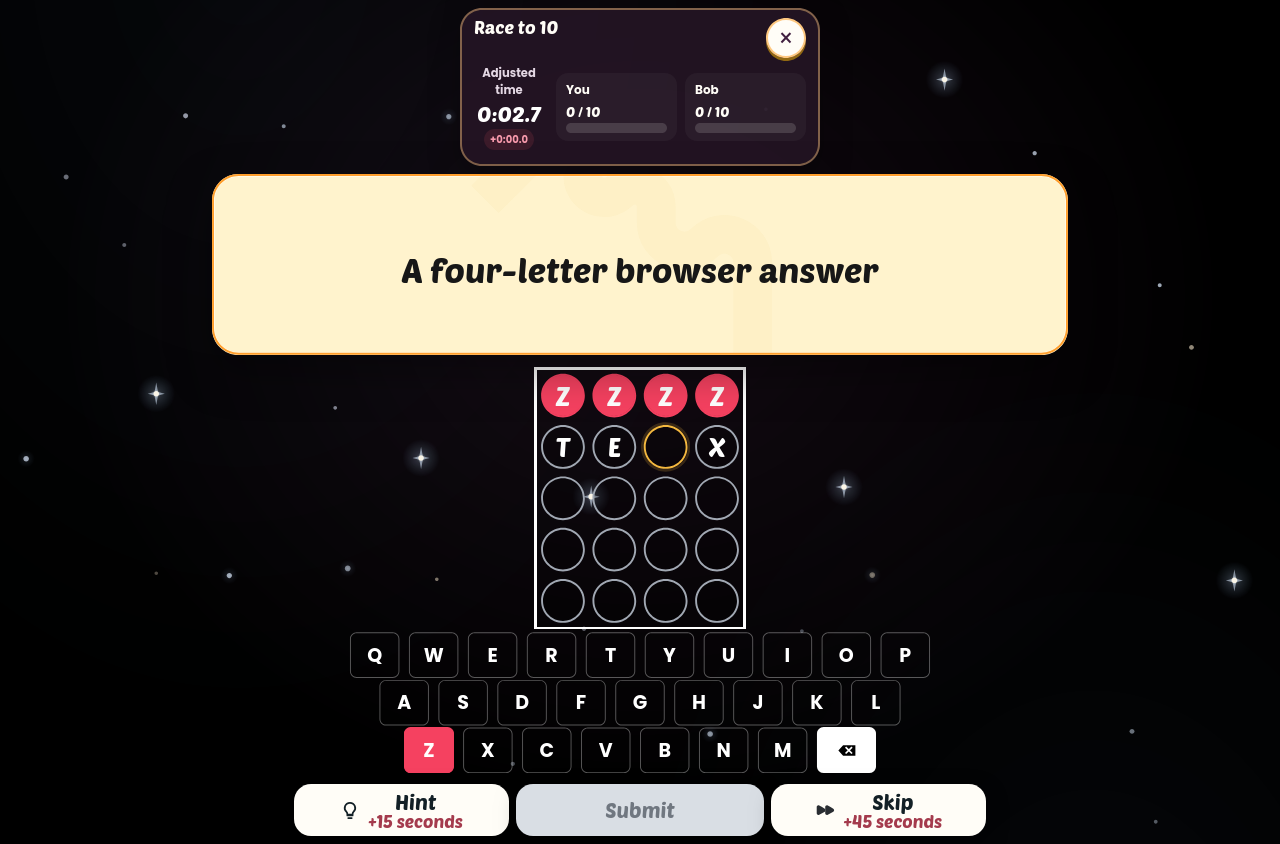 Race to 10
×
Adjusted
time
0:02.7
+0:00.0
You
0 / 10
Bob
0 / 10
A four-letter browser answer
Z Z Z Z
T E X
Q W E R T Y U I O P
A S D F G H J K L
Z X C V B N M
Hint
+15 seconds
Submit
Skip
+45 seconds